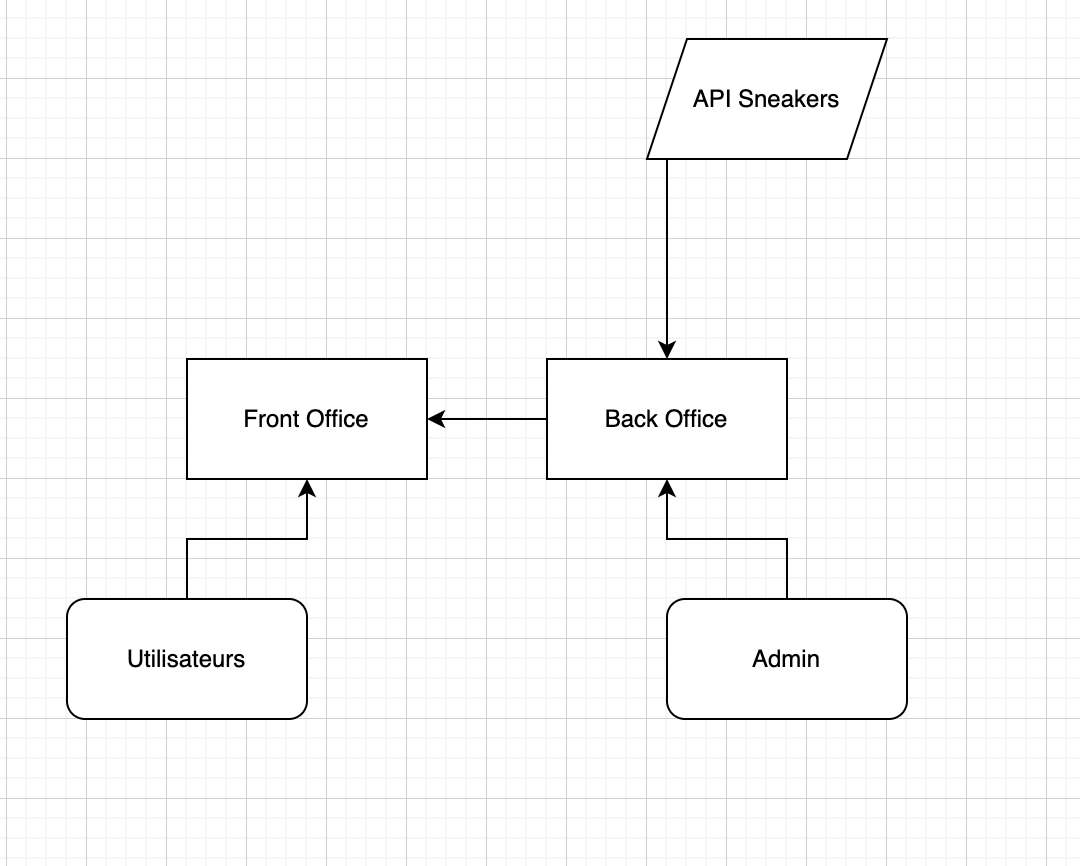 API Sneakers
Front Office
Back Office
Utilisateurs
Admin